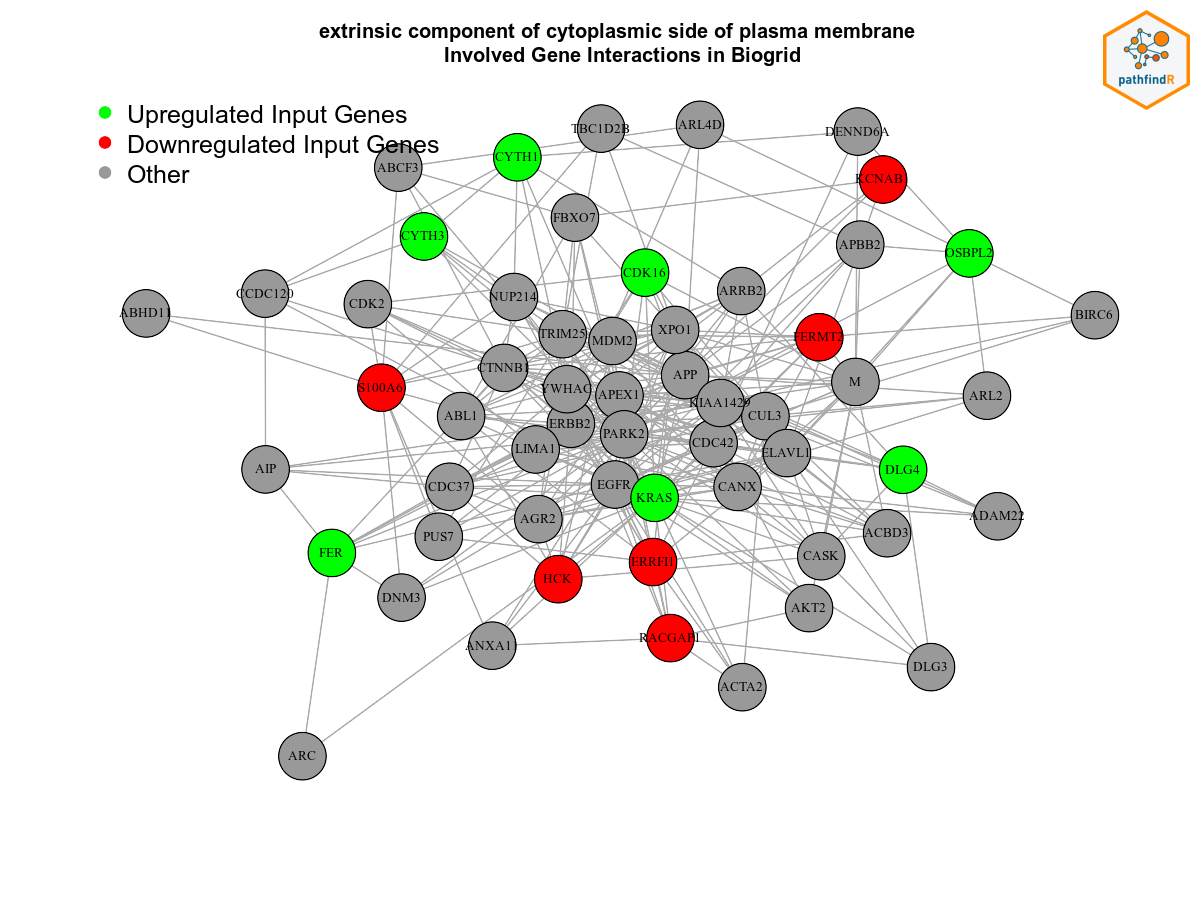 extrinsic component of cytoplasmic side of plasma membrane
Involved Gene Interactions in Biogrid
pathfindR
Upregulated Input Genes
Downregulated Input Genes
Other
TBC1D2B
ARL4D
DENND6A
CYTH1
ABCF3
KCNAB
FBXO7
CYTH3
APBB2
OSBPL2
CDK16
CCDC120
CDK2
NUP214
ARRB2
ABHD11
BIRC6
TRIM25
MDM2
XPO1
FERMT2
CTNNB1
APP
M
S100A6
YWHAG
APEX1
KIAA1429
ARL2
ABL1
ERBB2
CUL3
PARK2
CDC42
LIMA1
ELAVL1
AIP
DLG4
CDC37
EGFR
CANX
KRAS
AGR2
ADAM22
PUS7
ACBD3
FER
CASK
ERRFI1
HCK
DNM3
AKT2
ANXA11
RACGAP1
DLG3
ACTA2
ARC